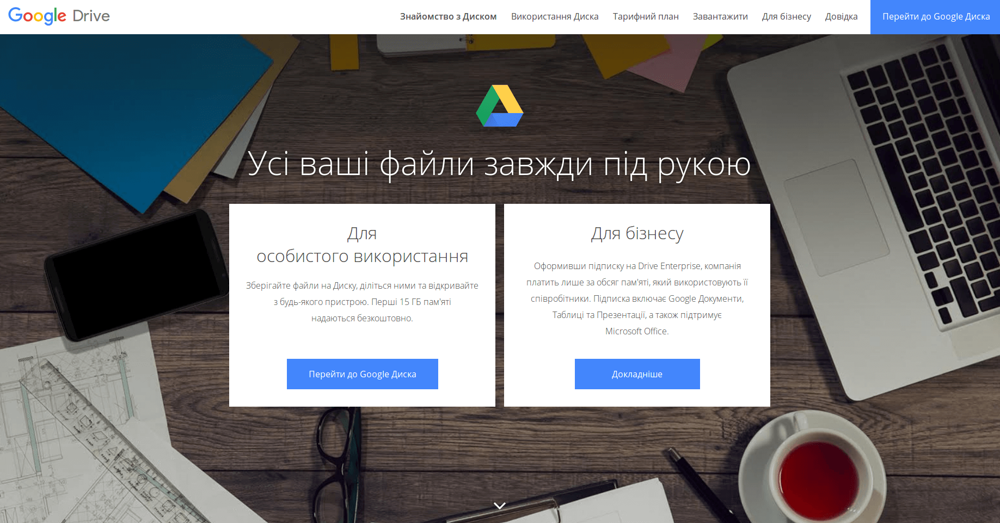 Google Drive
Знайомство з Диском
Використання Диска
Тарифний план
Завантажити
Для бізнесу
Довідка
Перейти до Google Диска
Усі ваші файли завжди під рукою
Для
особистого використання
Зберігайте файли на Диску, діліться ними та відкривайте
з будь-якого пристрою. Перші 15 ГБ пам'яті
надаються безкоштовно.
Перейти до Google Диска
Для бізнесу
Оформивши підписку на Drive Enterprise, компанія
платить лише за обсяг пам'яті, який використовують її
співробітники. Підписка включає Google Документи,
Таблиці та Презентації, а також підтримує
Microsoft Office.
Докладніше